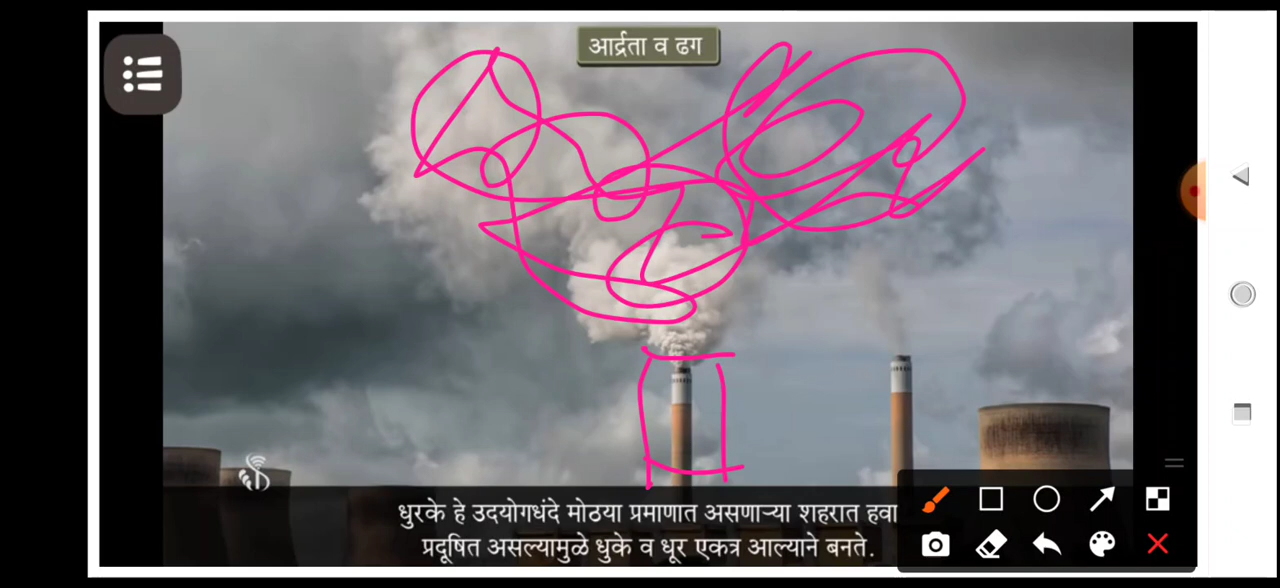 आर्द्रता व ढग
धुरके हे उदयोगधंदे मोठया प्रमाणात असणाऱ्या शहरात हवा
प्रदूषित असल्यामुळे धुके व धूर एकत्र आल्याने बनते.